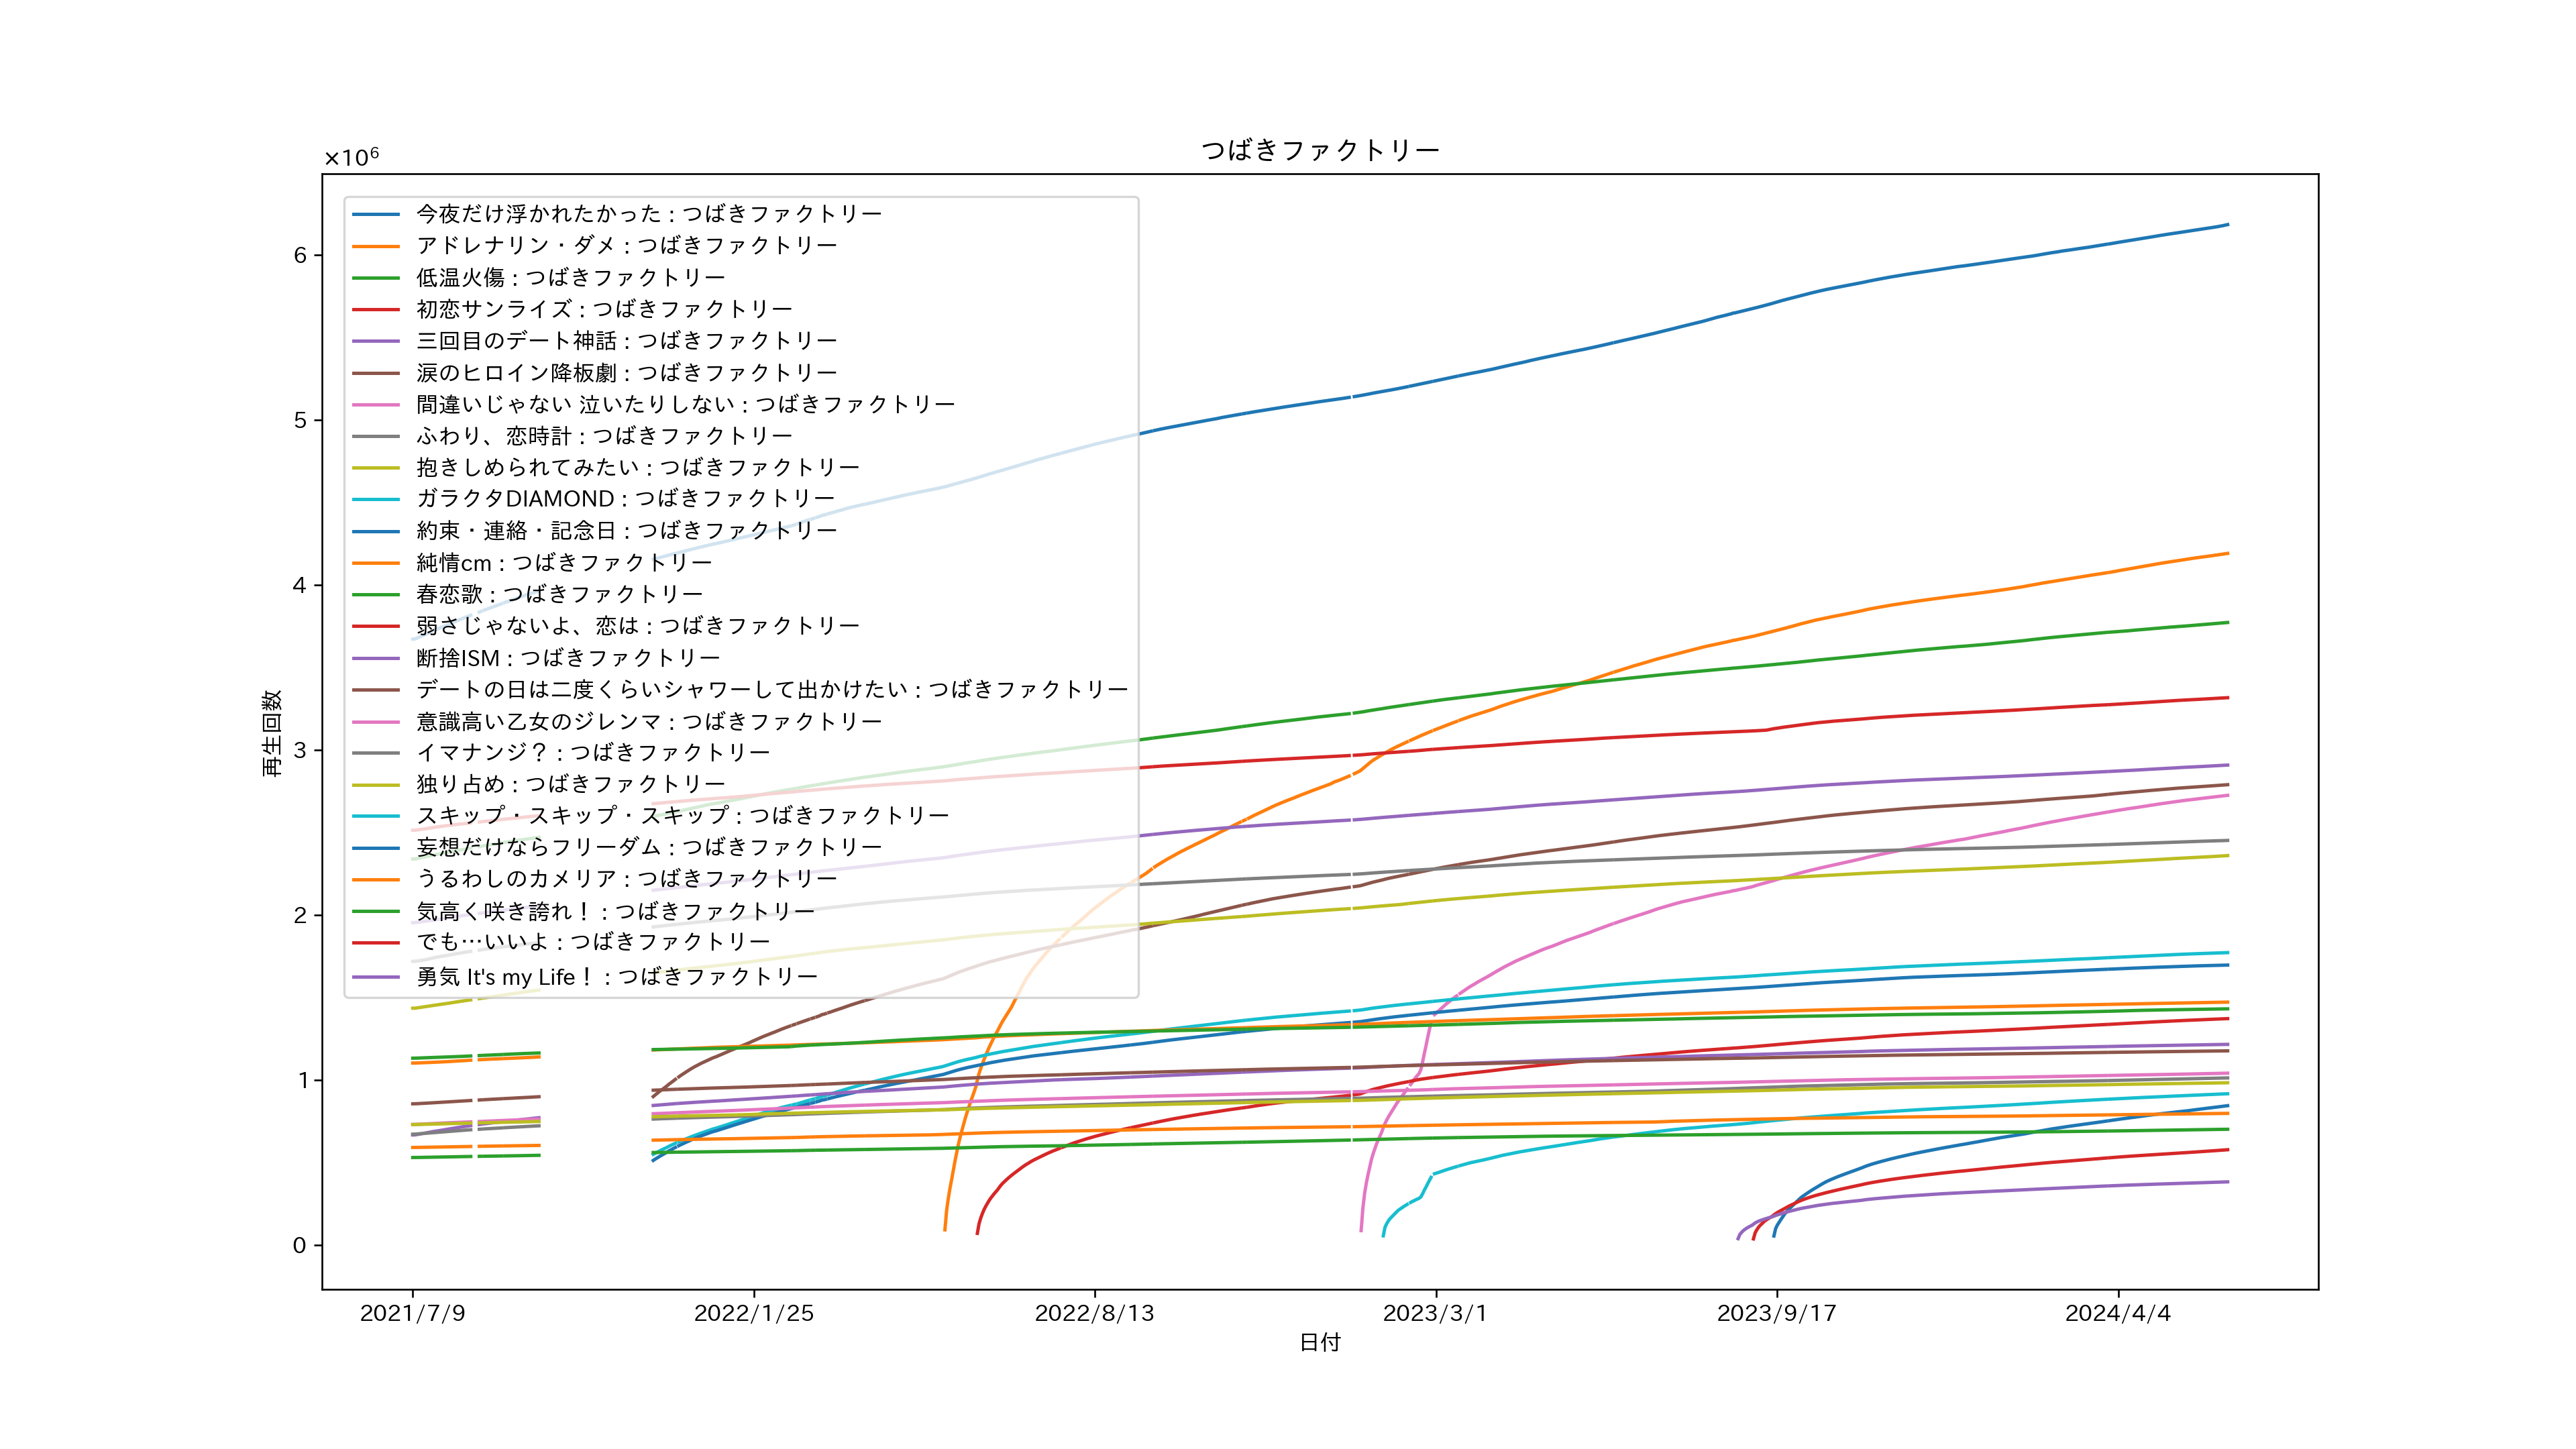 つばきファクトリー
×10⁶
今夜だけ浮かれたかった : つばきファクトリー
アドレナリン・ダメ : つばきファクトリー
低温火傷 : つばきファクトリー
初恋サンライズ : つばきファクトリー
三回目のデート神話 : つばきファクトリー
涙のヒロイン降板劇 : つばきファクトリー
間違いじゃない 泣いたりしない : つばきファクトリー
ふわり、恋時計 : つばきファクトリー
抱きしめられてみたい : つばきファクトリー
ガラクタDIAMOND : つばきファクトリー
約束・連絡・記念日 : つばきファクトリー
純情cm : つばきファクトリー
春恋歌 : つばきファクトリー
弱さじゃないよ、恋は : つばきファクトリー
断捨ISM : つばきファクトリー
デートの日は二度くらいシャワーして出かけたい : つばきファクトリー
意識高い乙女のジレンマ : つばきファクトリー
イマナンジ？ : つばきファクトリー
独り占め : つばきファクトリー
スキップ・スキップ・スキップ : つばきファクトリー
妄想だけならフリーダム : つばきファクトリー
うるわしのカメリア : つばきファクトリー
気高く咲き誇れ！ : つばきファクトリー
でも…いいよ : つばきファクトリー
勇気 It's my Life！ : つばきファクトリー
6
5
4
3
2
1
0
再生回数
2021/7/9 2022/1/25 2022/8/13 2023/3/1 2023/9/17 2024/4/4
日付